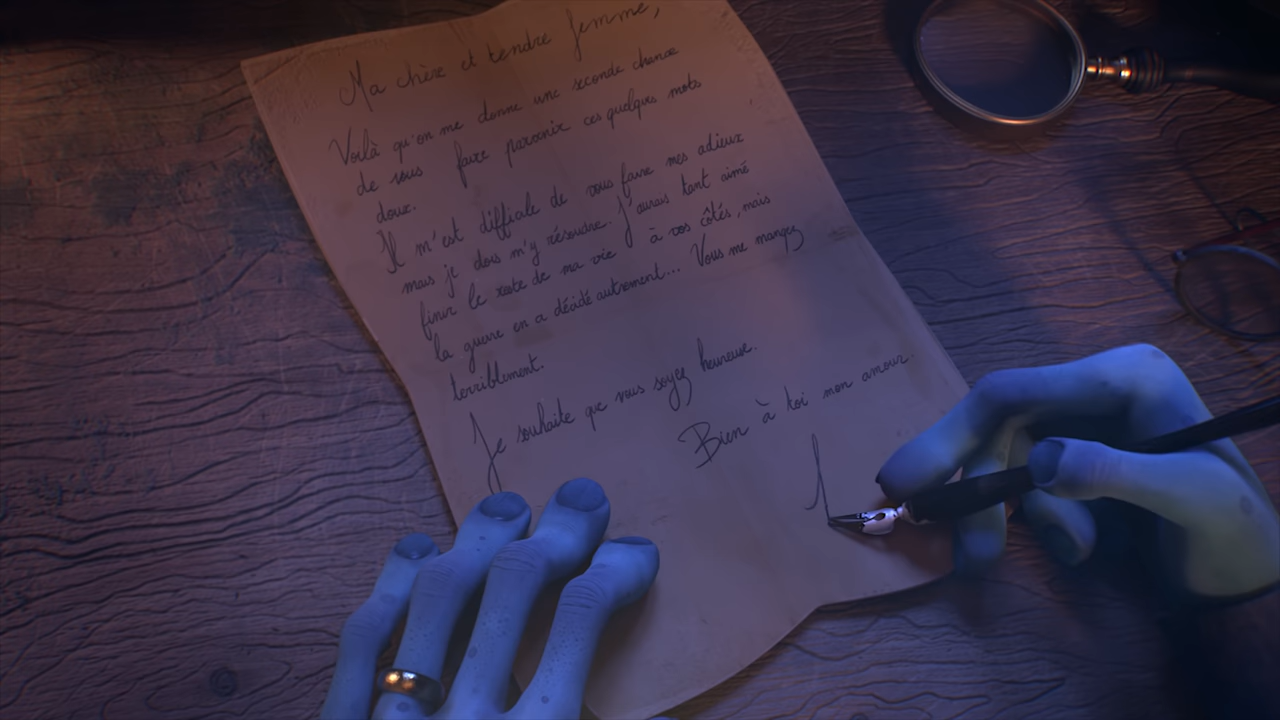 Ma chère et tendre femme,
Voilà qu'on me donne une seconde chance
de vous faire parvenir ces quelques mots
doux.
Il m'est difficile de vous faire mes adieux
mais je dois m'y résoudre. J'aurais tant aimé
finir le reste de ma vie à vos côtés, mais
la guerre en a décidé autrement... Vous me manquez
terriblement.
Je souhaite que vous soyez heureuse.
Bien à toi mon amour.